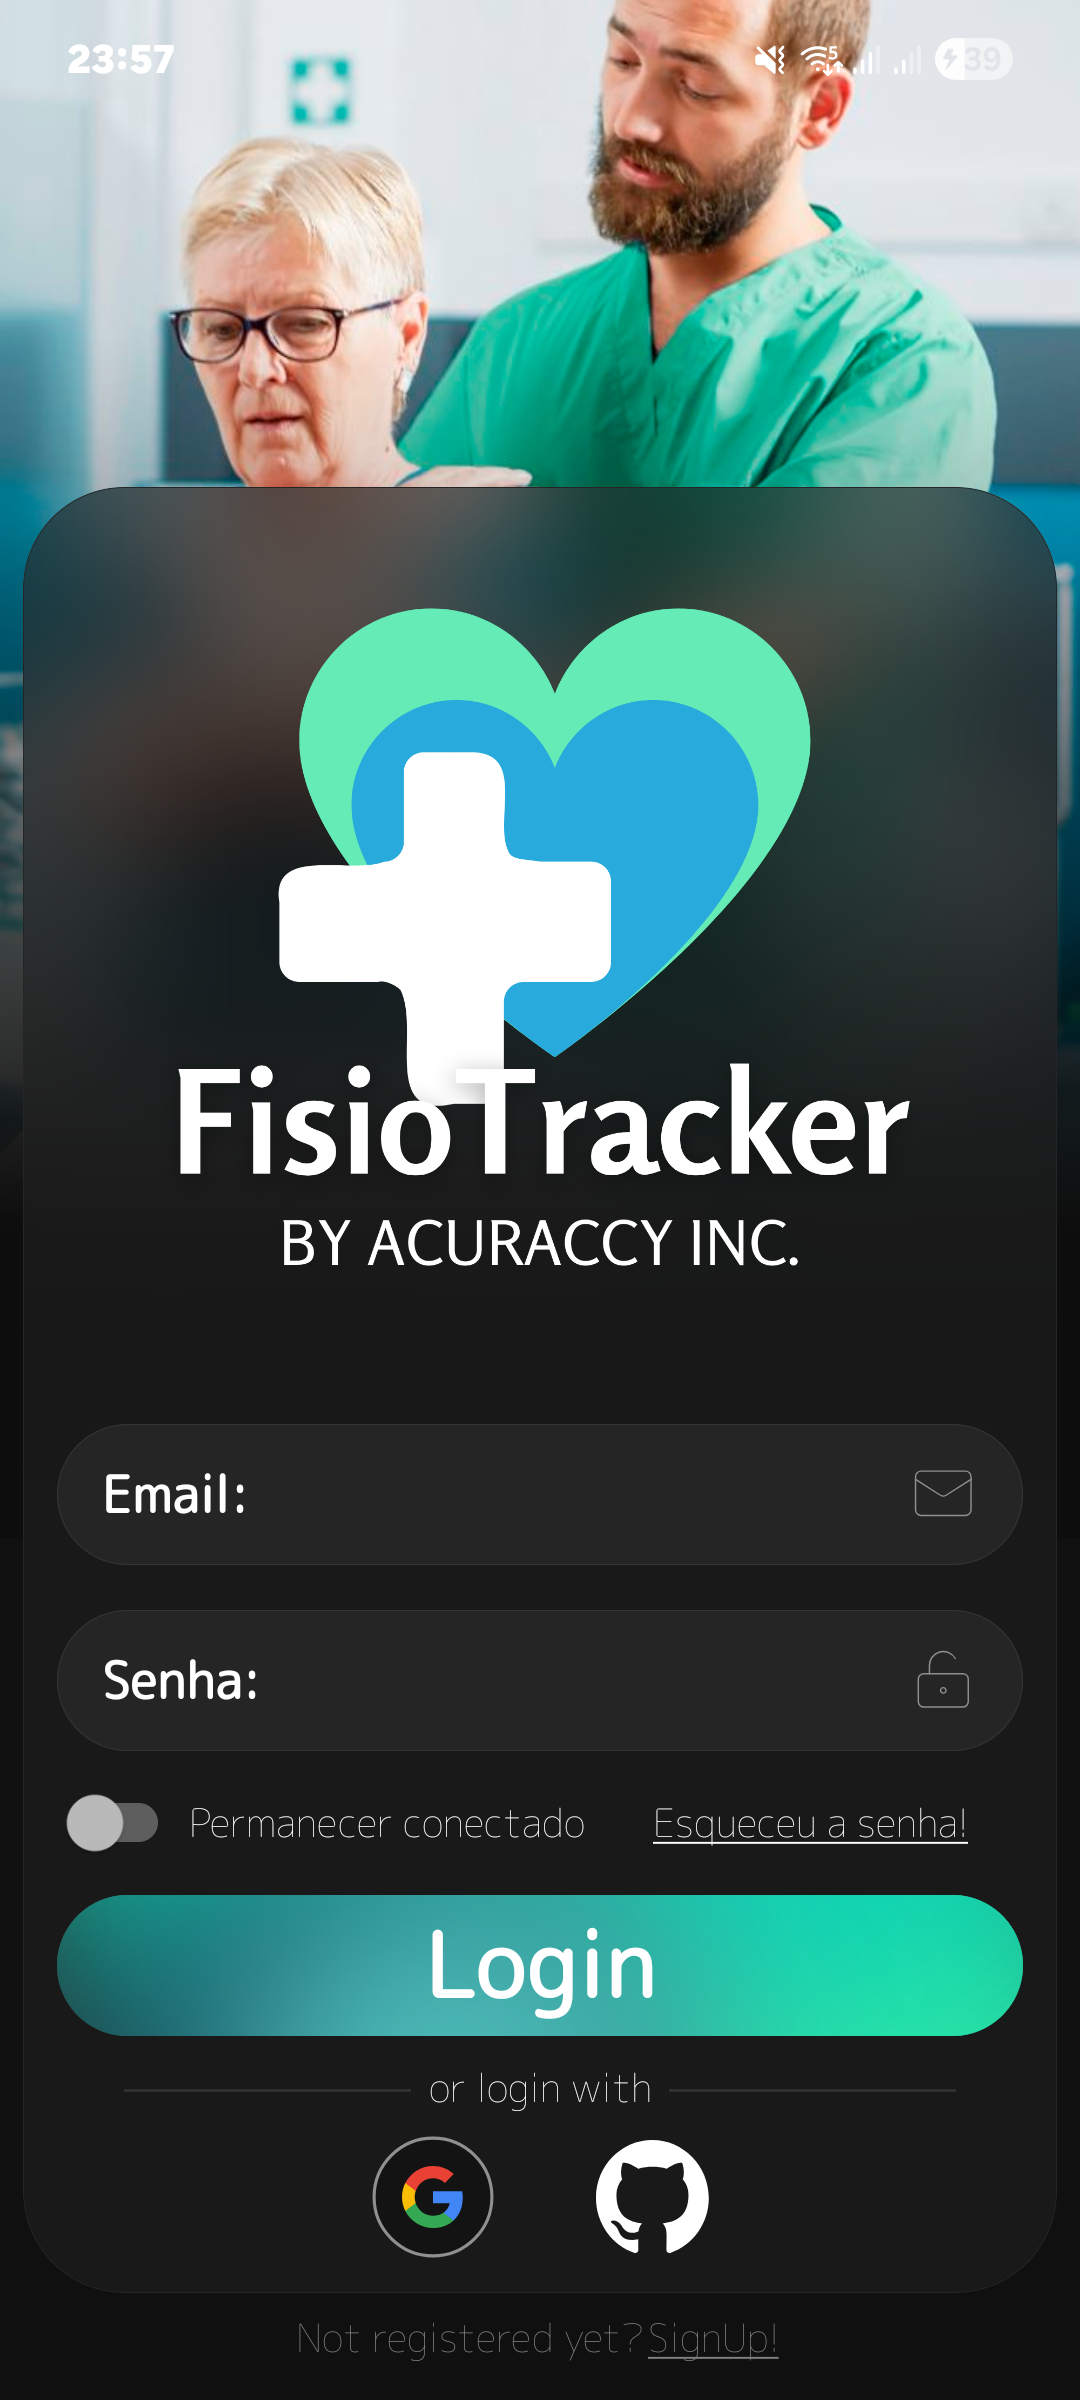 23:57
5
39
FisioTracker
BY ACURACCY INC.
Email:
Senha:
Permanecer conectado Esqueceu a senha!
Login
or login with
Not registered yet? SignUp!